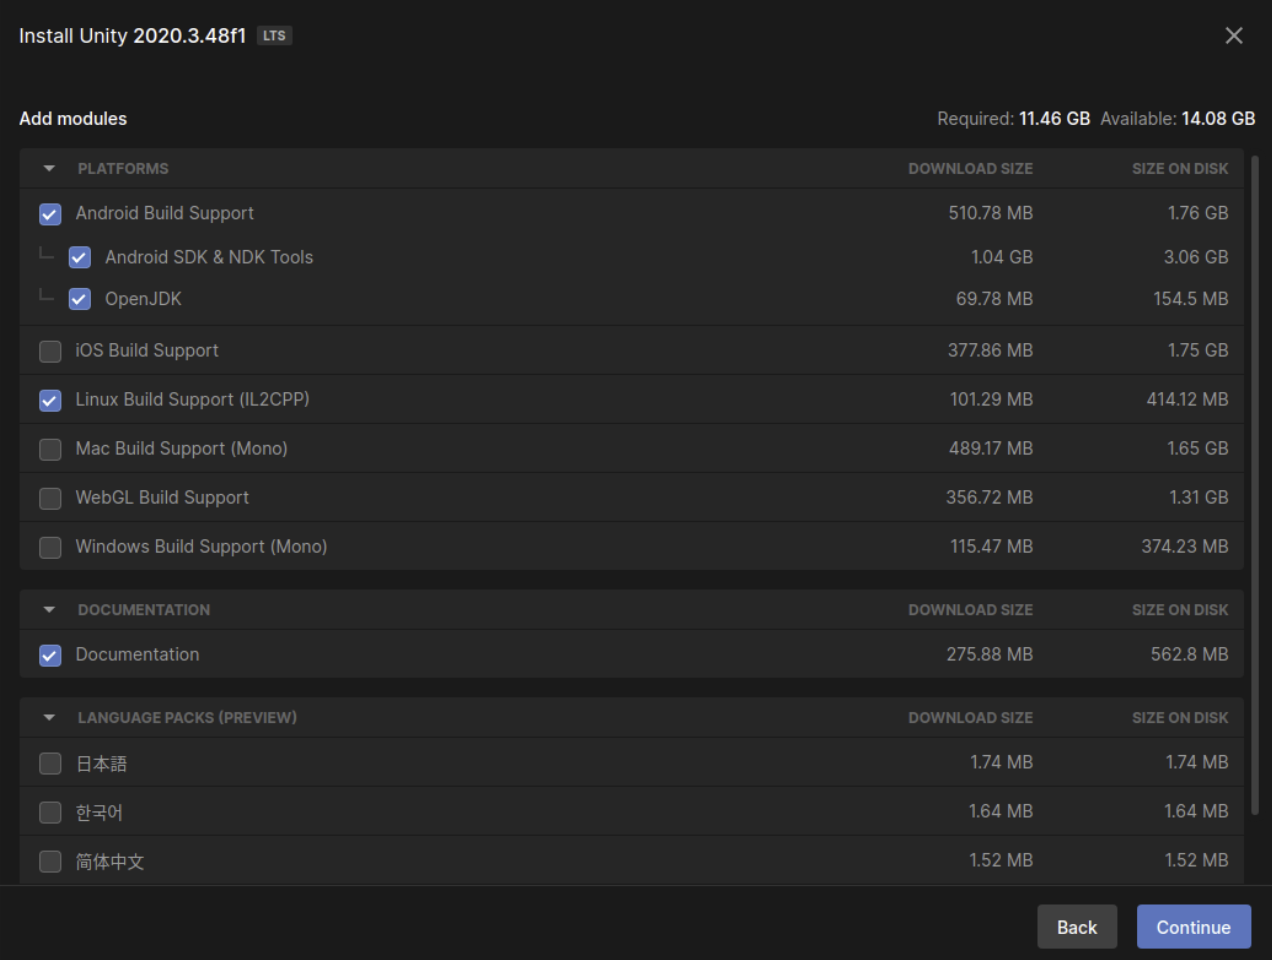 Install Unity 2020.3.48f1 LTS
Add modules Required: 11.46 GB Available: 14.08 GB
PLATFORMS DOWNLOAD SIZE SIZE ON DISK
Android Build Support 510.78 MB 1.76 GB
Android SDK & NDK Tools 1.04 GB 3.06 GB
OpenJDK 69.78 MB 154.5 MB
iOS Build Support 377.86 MB 1.75 GB
Linux Build Support (IL2CPP) 101.29 MB 414.12 MB
Mac Build Support (Mono) 489.17 MB 1.65 GB
WebGL Build Support 356.72 MB 1.31 GB
Windows Build Support (Mono) 115.47 MB 374.23 MB
DOCUMENTATION DOWNLOAD SIZE SIZE ON DISK
Documentation 275.88 MB 562.8 MB
LANGUAGE PACKS (PREVIEW) DOWNLOAD SIZE SIZE ON DISK
日本語 1.74 MB 1.74 MB
한국어 1.64 MB 1.64 MB
简体中文 1.52 MB 1.52 MB
Back Continue